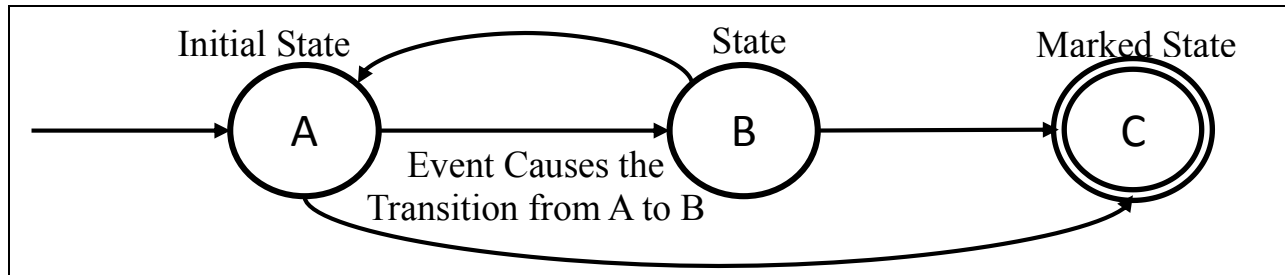 Initial State
State
Marked State
A
B
C
Event Causes the
Transition from A to B